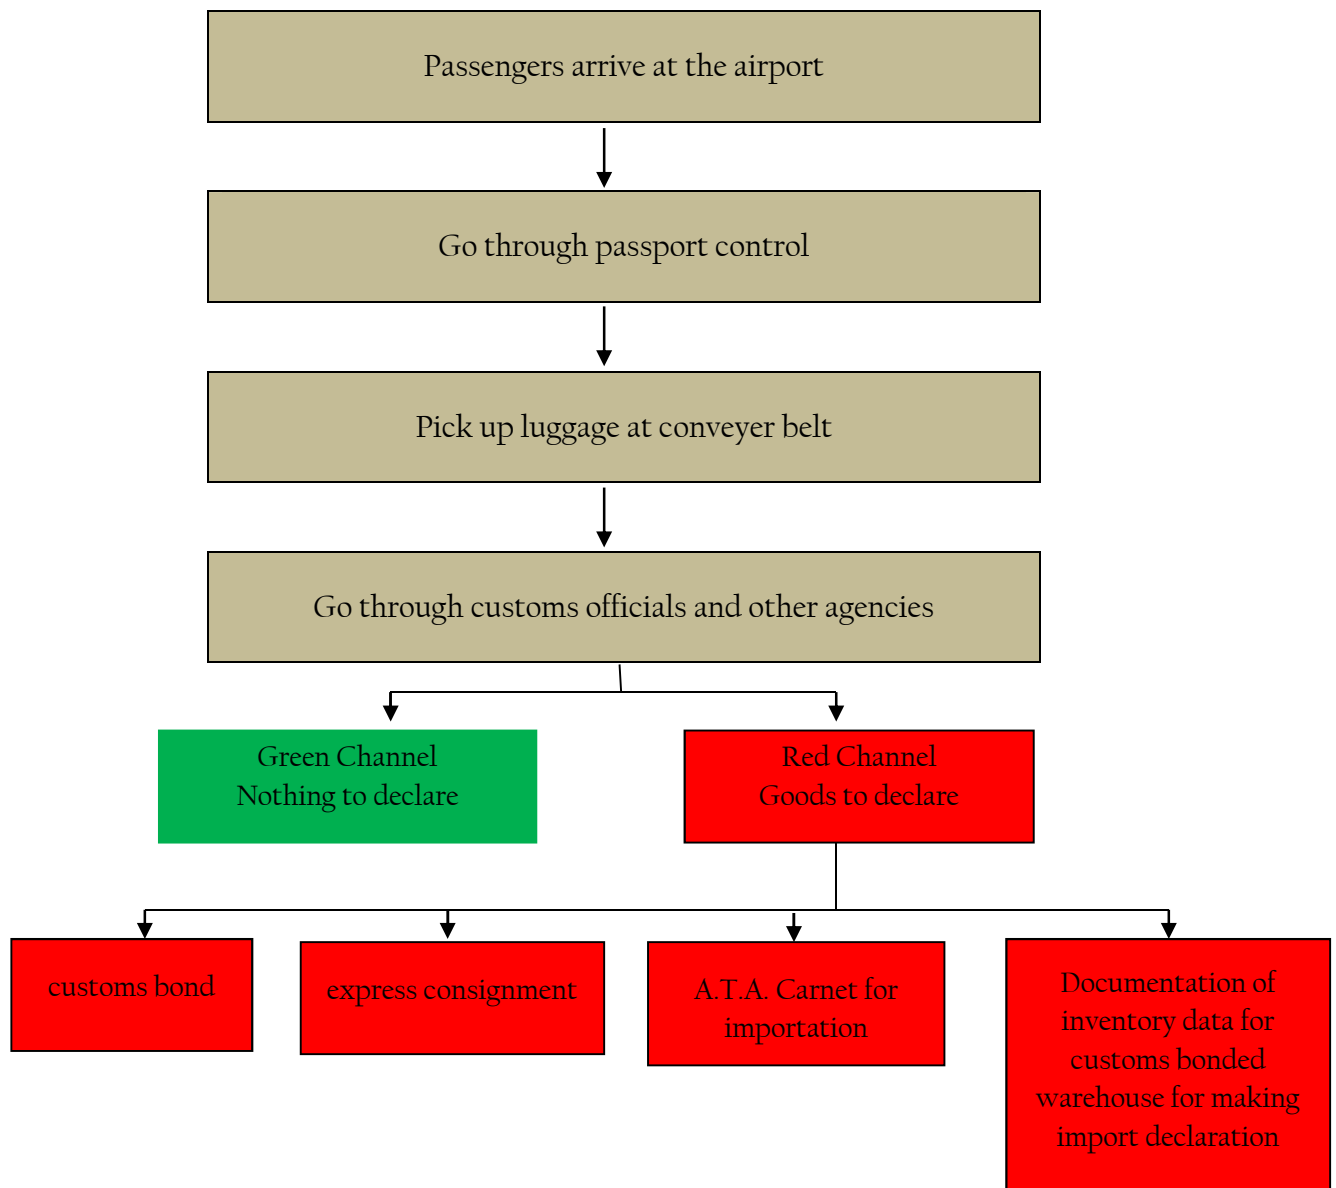 Passengers arrive at the airport
Go through passport control
Pick up luggage at conveyer belt
Go through customs officials and other agencies
Green Channel
Nothing to declare
Red Channel
Goods to declare
customs bond
express consignment
A.T.A. Carnet for
importation
Documentation of
inventory data for
customs bonded
warehouse for making
import declaration